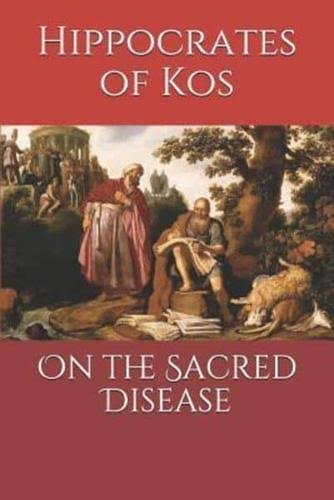 Hippocrates
of Kos
On the Sacred
Disease